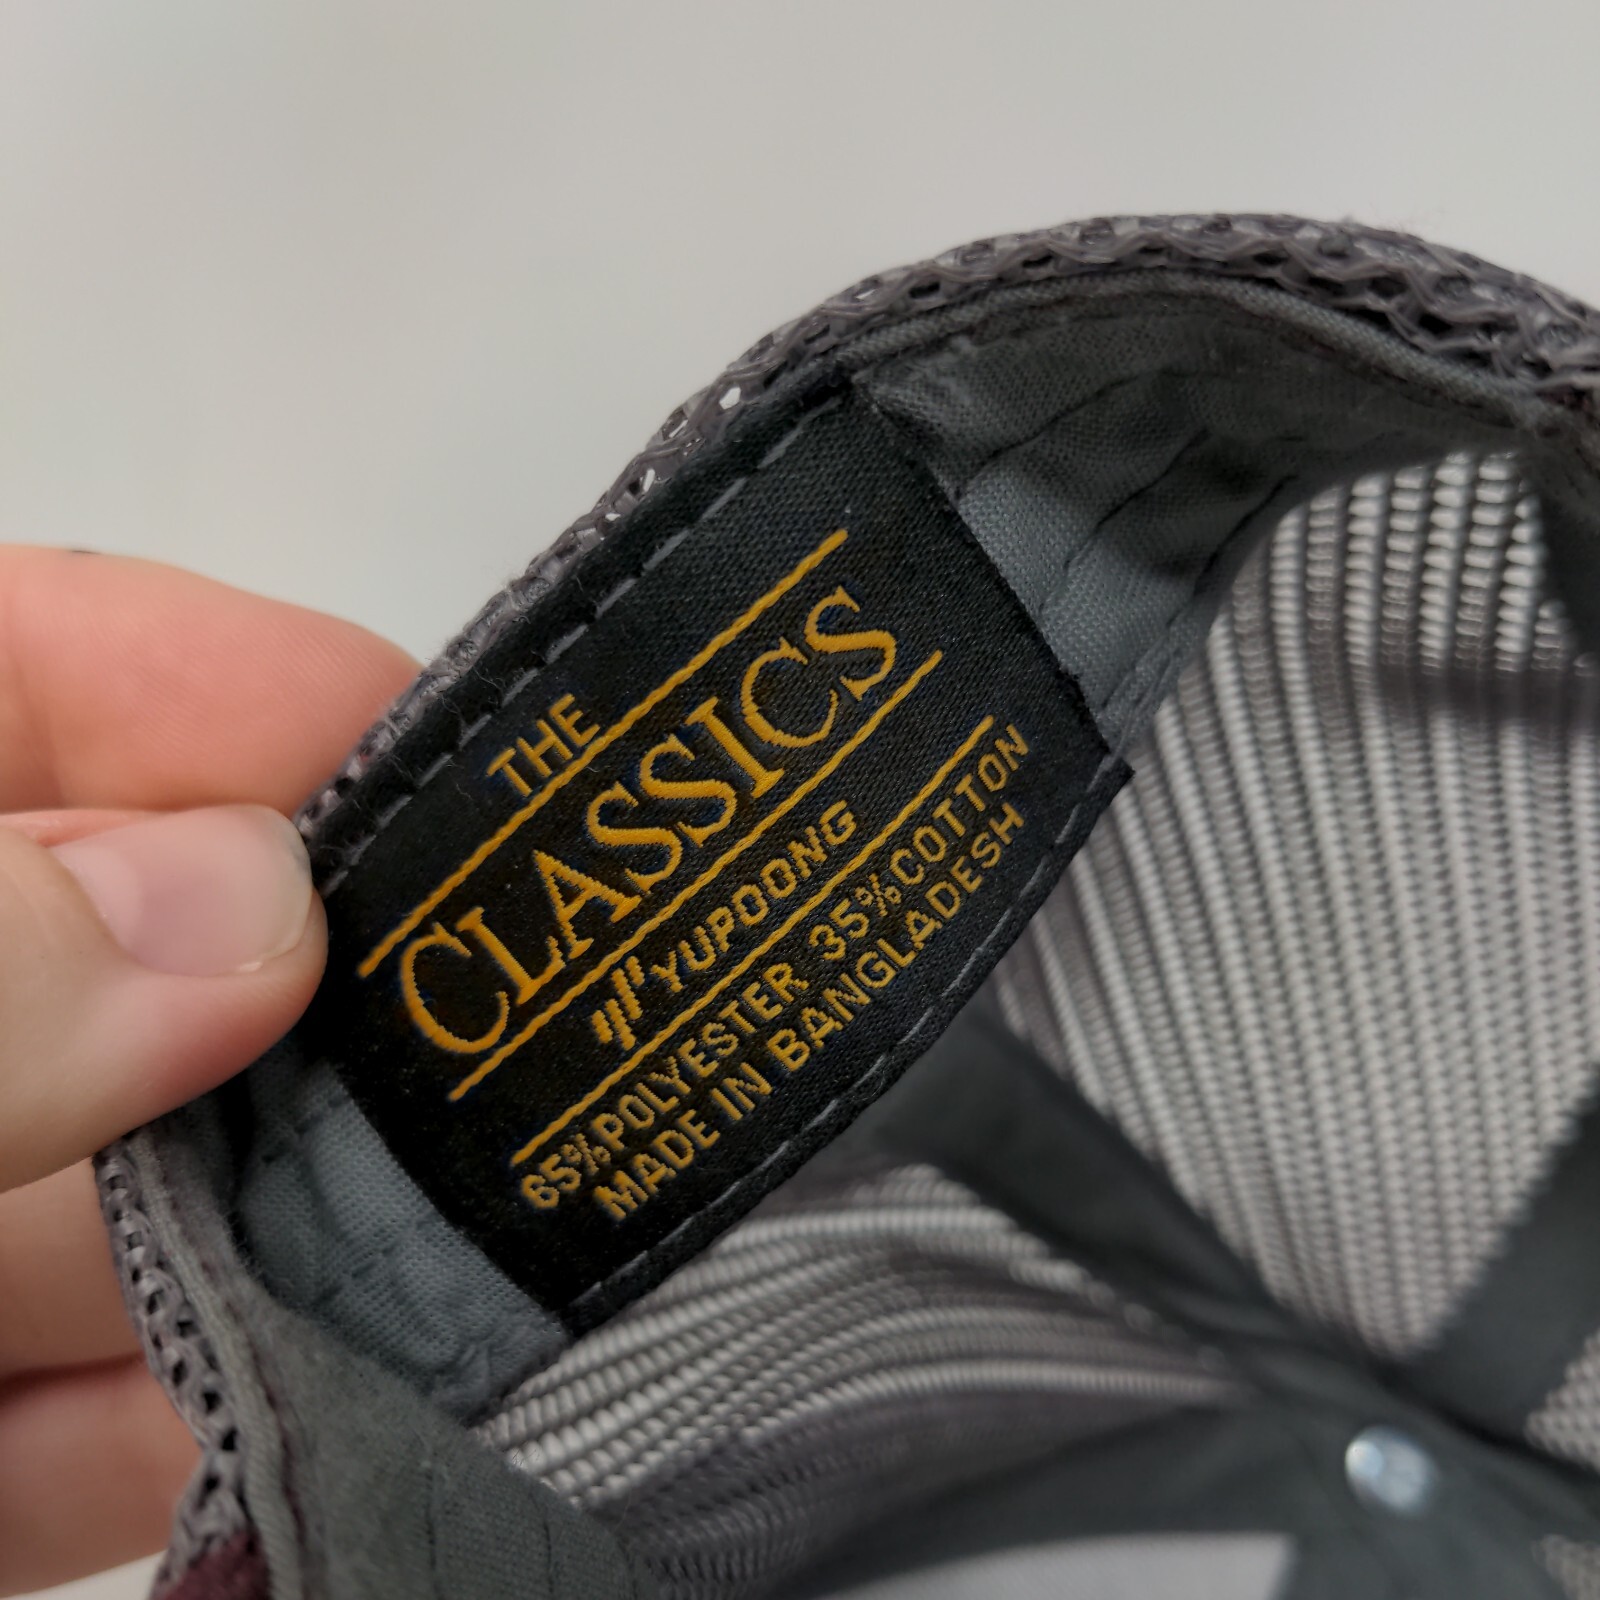 THE
CLASSICS
YUPOONG
65% POLYESTER 35% COTTON
MADE IN BANGLADESH